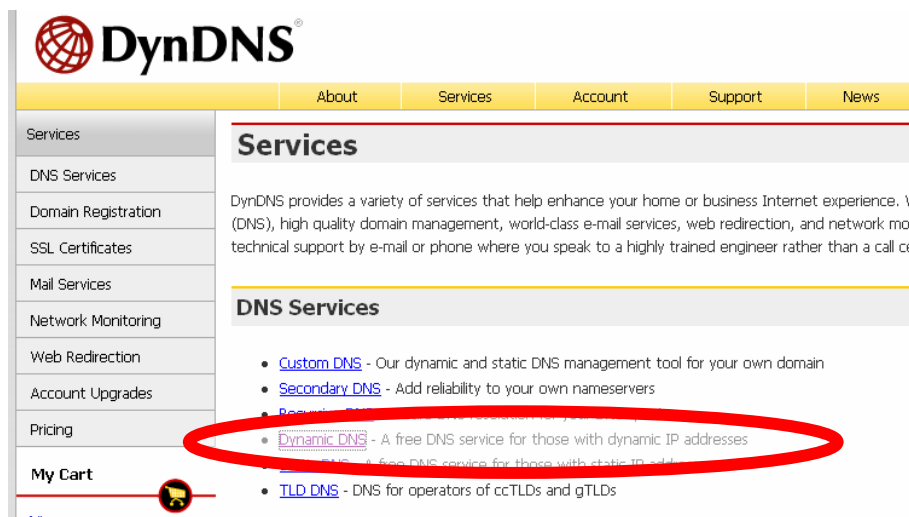 DynDNS®
About Services Account Support News
Services
DNS Services
Domain Registration
SSL Certificates
Mail Services
Network Monitoring
Web Redirection
Account Upgrades
Pricing
My Cart
Services
DynDNS provides a variety of services that help enhance your home or business Internet experience.
(DNS), high quality domain management, world-class e-mail services, web redirection, and network mo
technical support by e-mail or phone where you speak to a highly trained engineer rather than a call ce
DNS Services
Custom DNS - Our dynamic and static DNS management tool for your own domain
Secondary DNS - Add reliability to your own nameservers
Dynamic DNS - A free DNS service for those with dynamic IP addresses
A free DNS service for those with static IP
TLD DNS - DNS for operators of ccTLDs and gTLDs